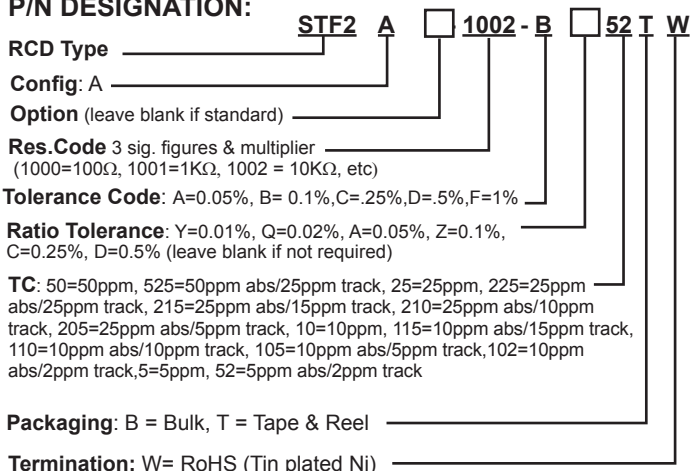 P/N DESIGNATION:
STF2 A □ 1002 - B □ 52 T W
RCD Type
Config: A
Option (leave blank if standard)
Res.Code 3 sig. figures & multiplier
(1000=100Ω, 1001=1KΩ, 1002 = 10KΩ, etc)
Tolerance Code: A=0.05%, B= 0.1%,C=.25%,D=.5%,F=1%
Ratio Tolerance: Y=0.01%, Q=0.02%, A=0.05%, Z=0.1%,
C=0.25%, D=0.5% (leave blank if not required)
TC: 50=50ppm, 525=50ppm abs/25ppm track, 25=25ppm, 225=25ppm
abs/25ppm track, 215=25ppm abs/15ppm track, 210=25ppm abs/10ppm
track, 205=25ppm abs/5ppm track, 10=10ppm, 115=10ppm abs/15ppm track,
110=10ppm abs/10ppm track, 105=10ppm abs/5ppm track,102=10ppm
abs/2ppm track,5=5ppm, 52=5ppm abs/2ppm track
Packaging: B = Bulk, T = Tape & Reel
Termination: W= RoHS (Tin plated Ni)